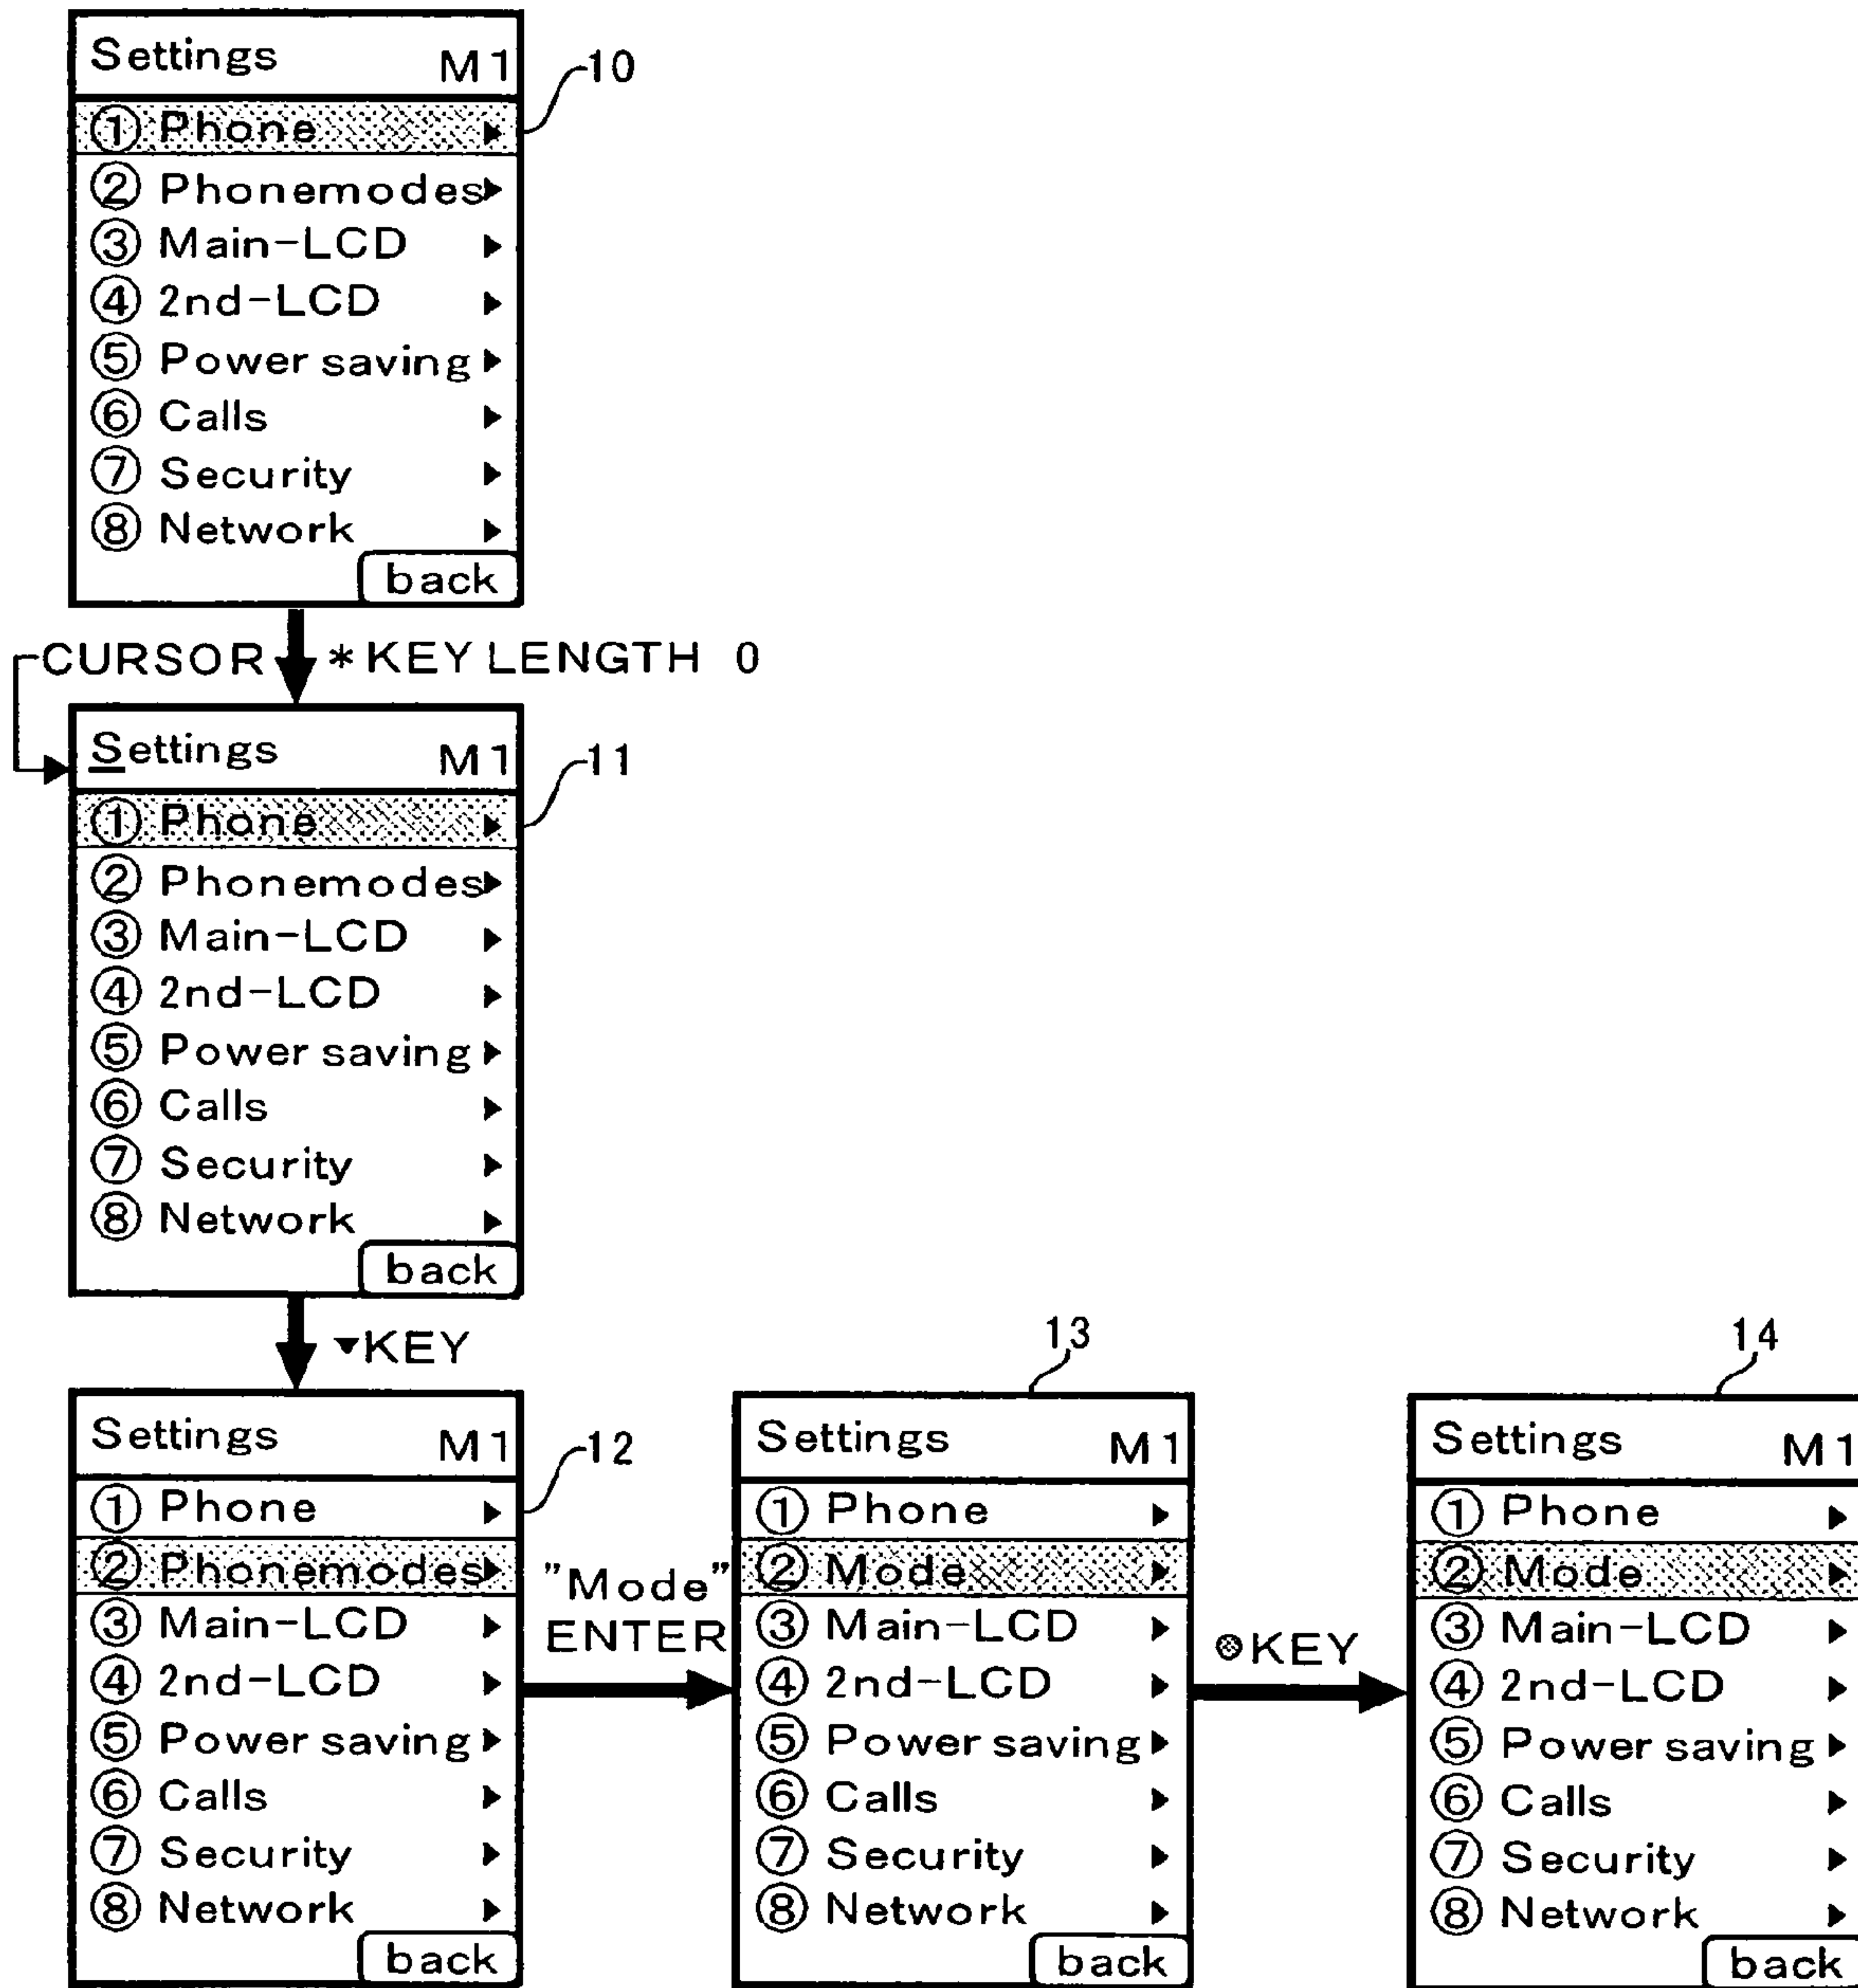 Settings M1
10
① Phone ▶
② Phonemodes▶
③ Main-LCD ▶
④ 2nd-LCD ▶
⑤ Power saving ▶
⑥ Calls ▶
⑦ Security ▶
⑧ Network ▶
back
CURSOR
* KEY LENGTH 0
Settings M1
11
① Phone ▶
② Phonemodes▶
③ Main-LCD ▶
④ 2nd-LCD ▶
⑤ Power saving ▶
⑥ Calls ▶
⑦ Security ▶
⑧ Network ▶
back
▼KEY
Settings M1
12
① Phone ▶
② Phonemodes▶
③ Main-LCD ▶
④ 2nd-LCD ▶
⑤ Power saving ▶
⑥ Calls ▶
⑦ Security ▶
⑧ Network ▶
back
"Mode"
ENTER
13
Settings M1
① Phone ▶
② Mode ▶
③ Main-LCD ▶
④ 2nd-LCD ▶
⑤ Power saving ▶
⑥ Calls ▶
⑦ Security ▶
⑧ Network ▶
back
◎KEY
14
Settings M1
① Phone ▶
② Mode ▶
③ Main-LCD ▶
④ 2nd-LCD ▶
⑤ Power saving ▶
⑥ Calls ▶
⑦ Security ▶
⑧ Network ▶
back